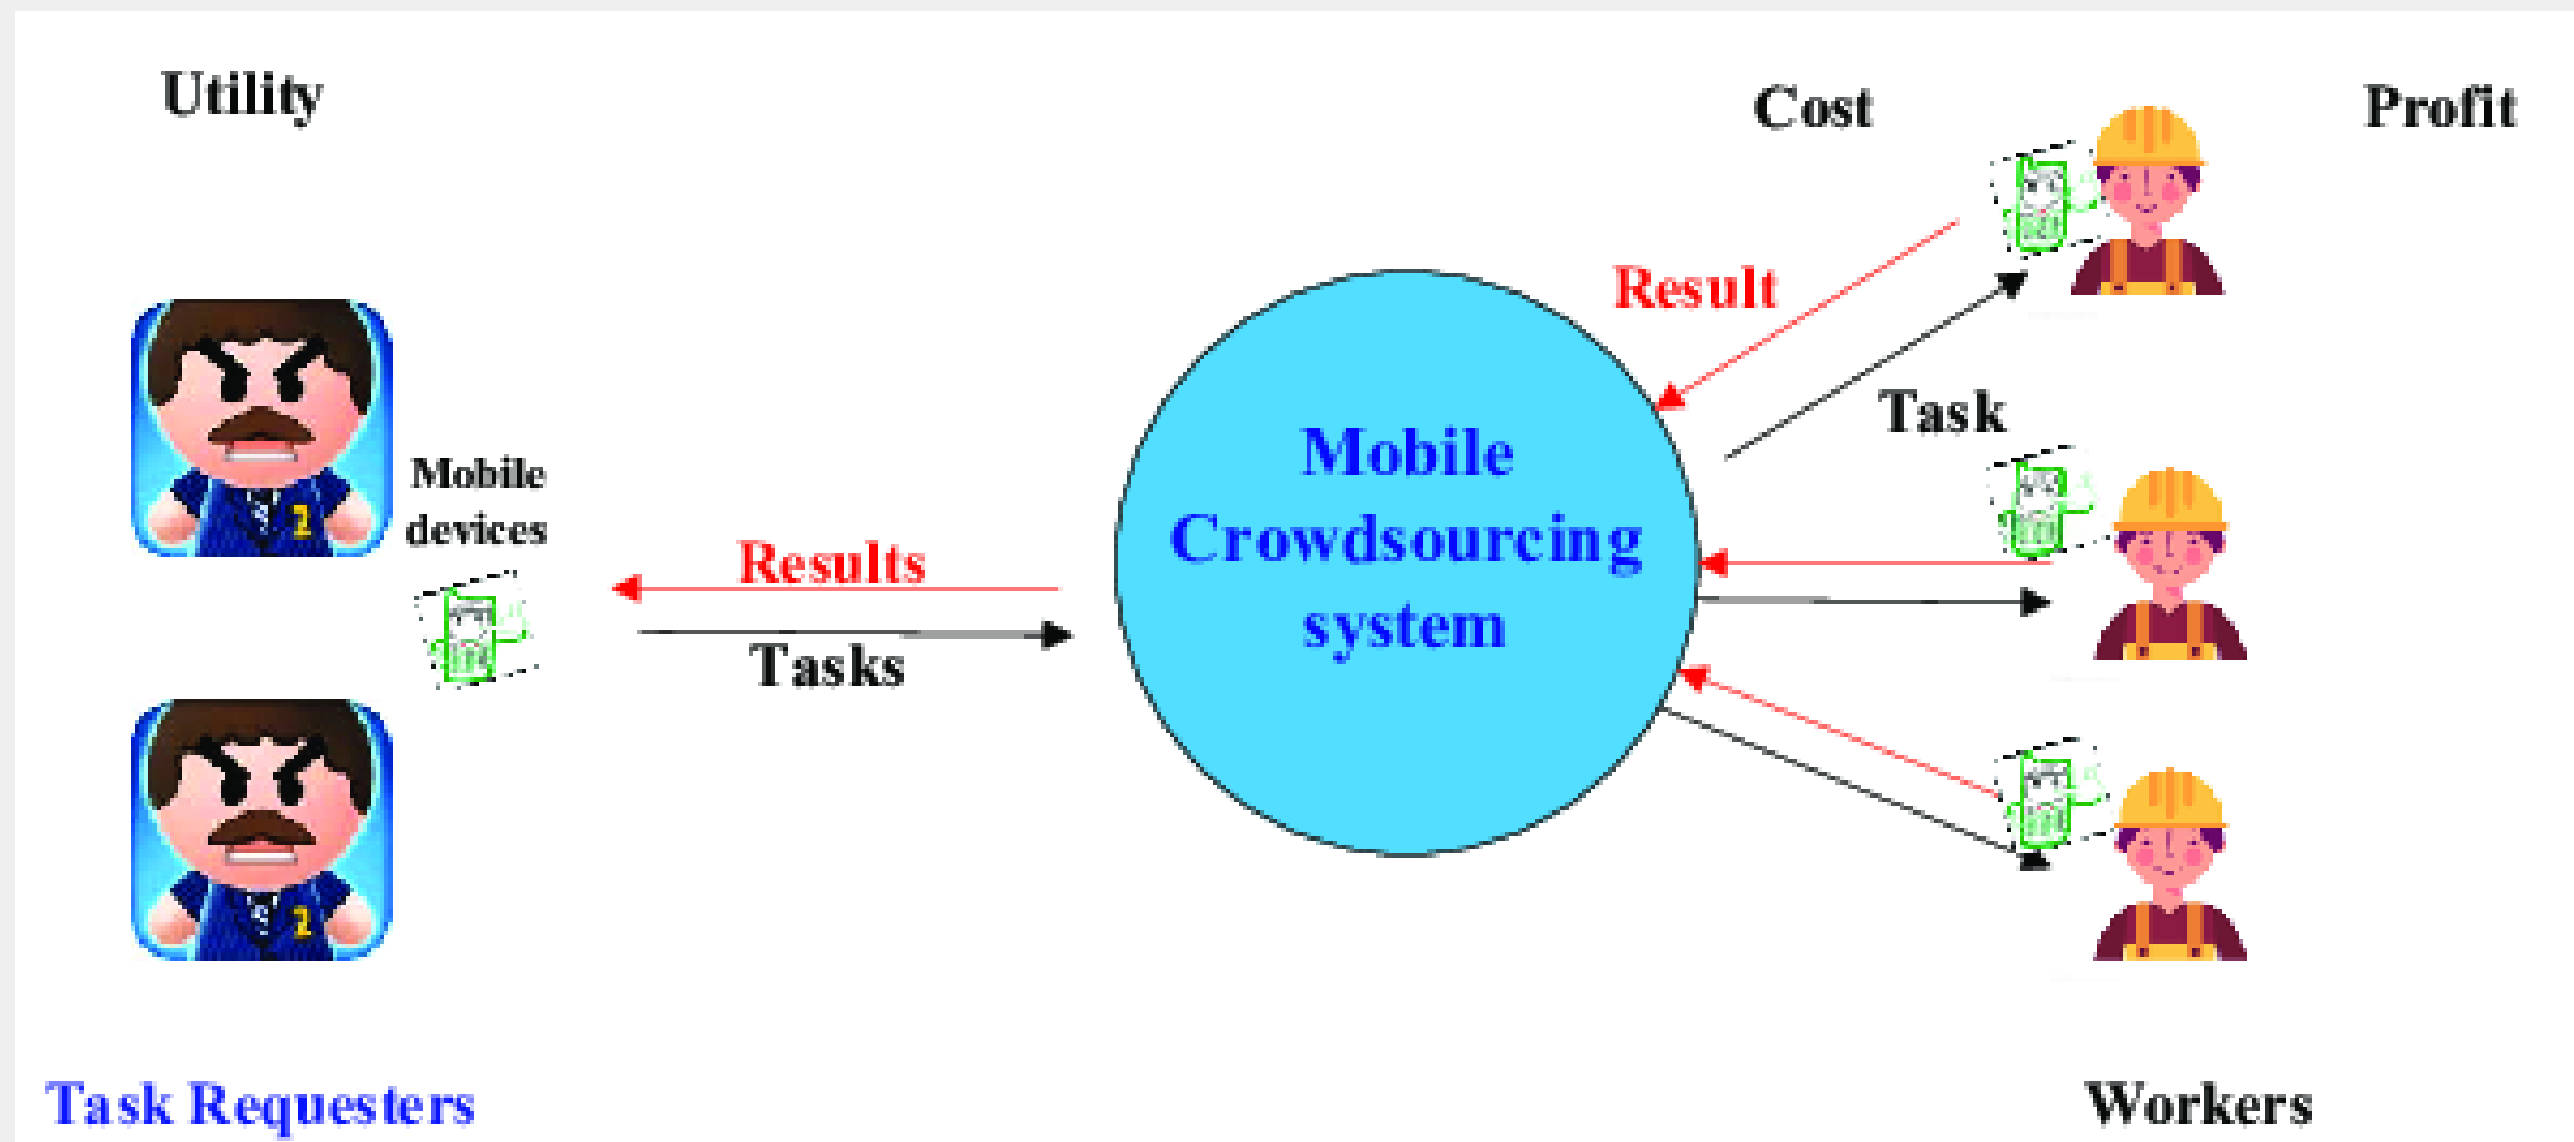 Utility
Cost
Profit
Result
Task
Mobile
devices
Results
Tasks
Mobile
Crowdsourcing
system
Task Requesters
Workers